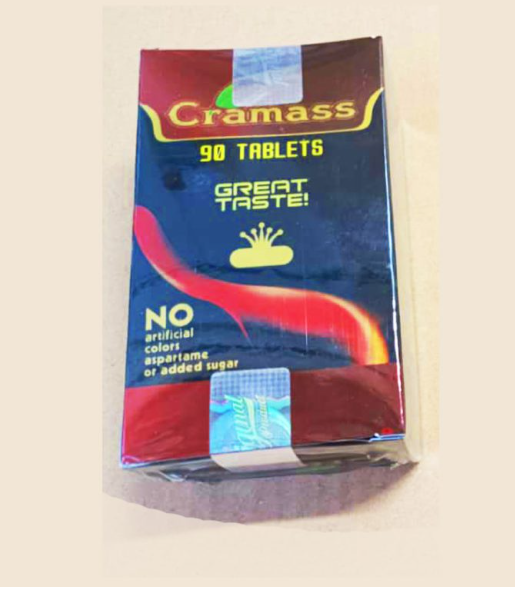 Cramass
90 TABLETS
GREAT
TASTE!
NO
artificial
colors
aspartame
or added sugar